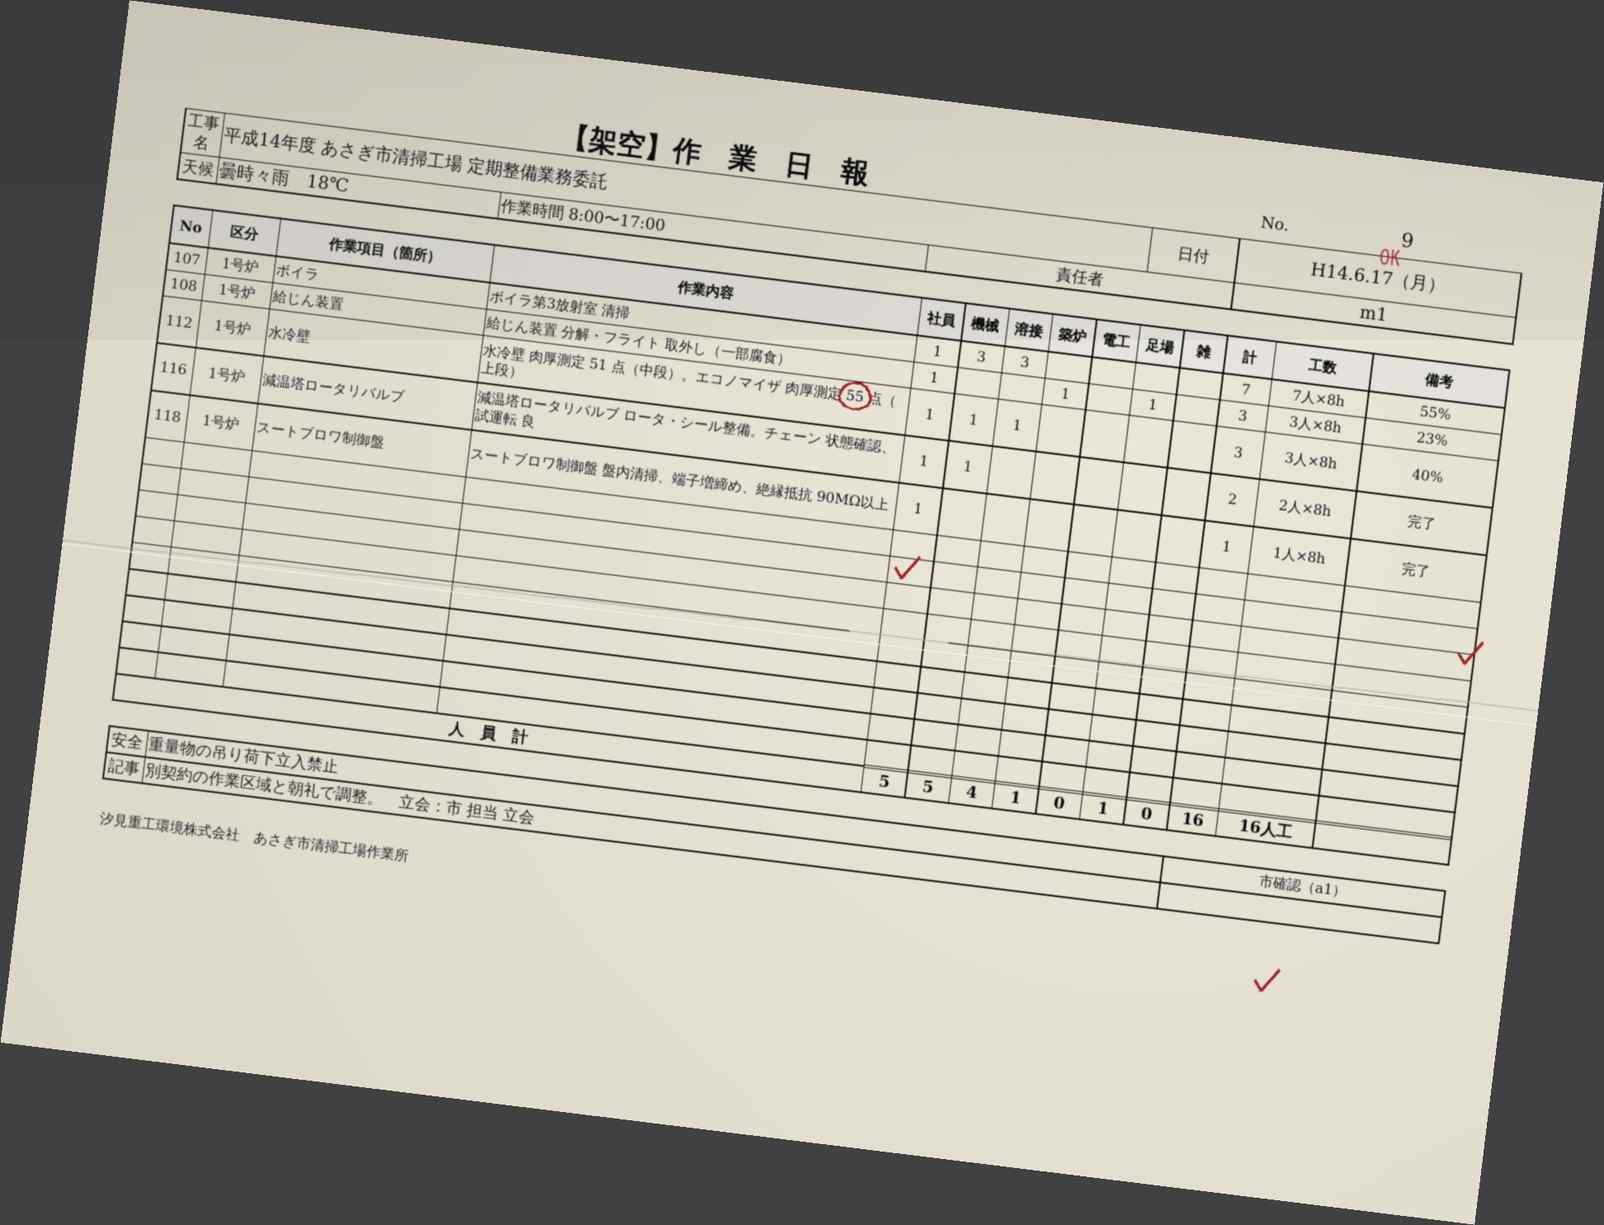 【架空】作 業 日 報
No. 9
工事名 平成14年度 あさぎ市清掃工場 定期整備業務委託 日付 H14.6.17（月）
OK
天候 曇時々雨 18℃ 作業時間 8:00〜17:00 責任者 m1
No 区分 作業項目（箇所） 作業内容 社員 機械 溶接 築炉 電工 足場 雑 計 工数 備考
107 1号炉 ボイラ ボイラ第3放射室 清掃 1 3 3 7 7人×8h 55%
108 1号炉 給じん装置 給じん装置 分解・フライト 取外し（一部腐食） 1 1 1 3 3人×8h 23%
112 1号炉 水冷壁 水冷壁 肉厚測定 51 点（中段）。エコノマイザ 肉厚測定 55 点（
上段） 1 1 1 3 3人×8h 40%
116 1号炉 減温塔ロータリバルブ 減温塔ロータリバルブ ロータ・シール整備。チェーン 状態確認、
試運転 良 1 1 2 2人×8h 完了
118 1号炉 スートブロワ制御盤 スートブロワ制御盤 盤内清掃、端子増締め、絶縁抵抗 90MΩ以上 1 1 1人×8h 完了
人 員 計 5 5 4 1 0 1 0 16 16人工
安全 重量物の吊り荷下立入禁止 市確認（a1）
記事 別契約の作業区域と朝礼で調整。 立会：市 担当 立会
汐見重工環境株式会社 あさぎ市清掃工場作業所